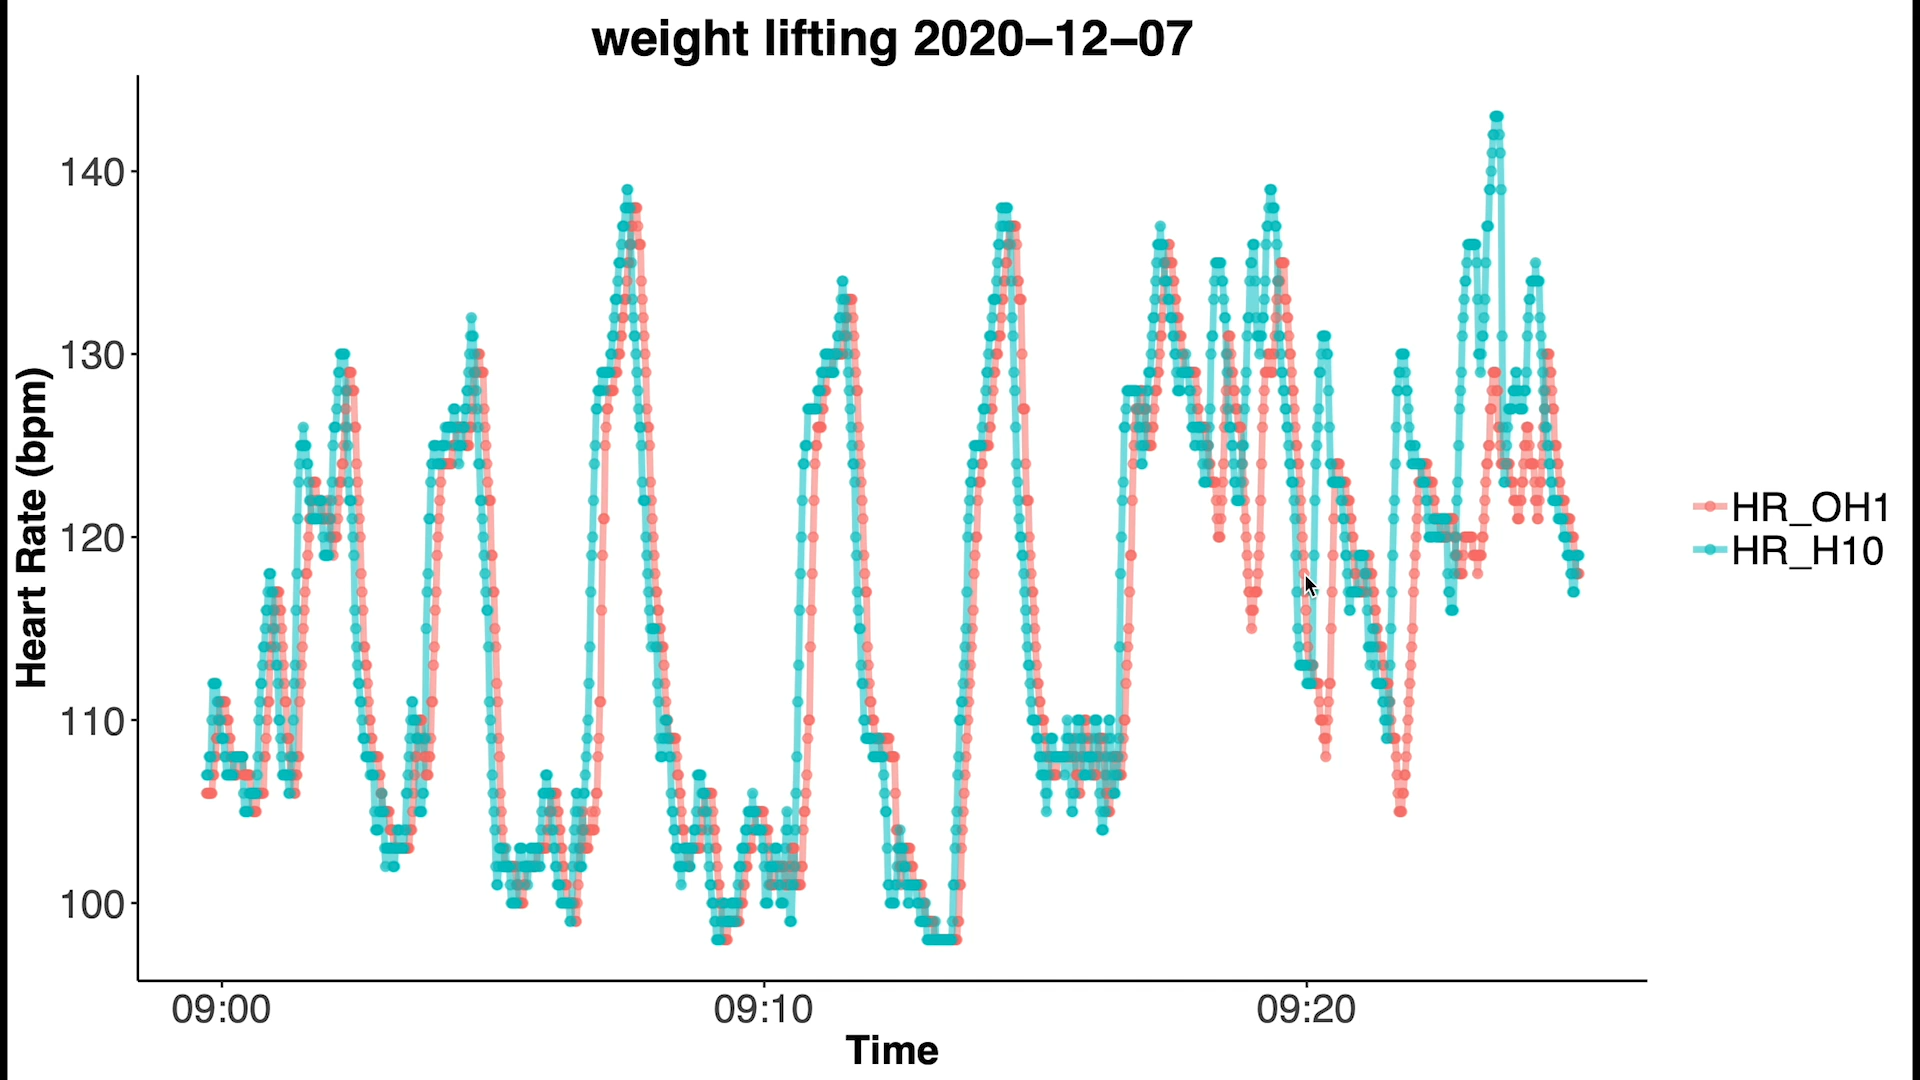 weight lifting 2020–12–07
Heart Rate (bpm)
140
130
120
110
100
09:00
09:10
09:20
Time
HR_OH1
HR_H10